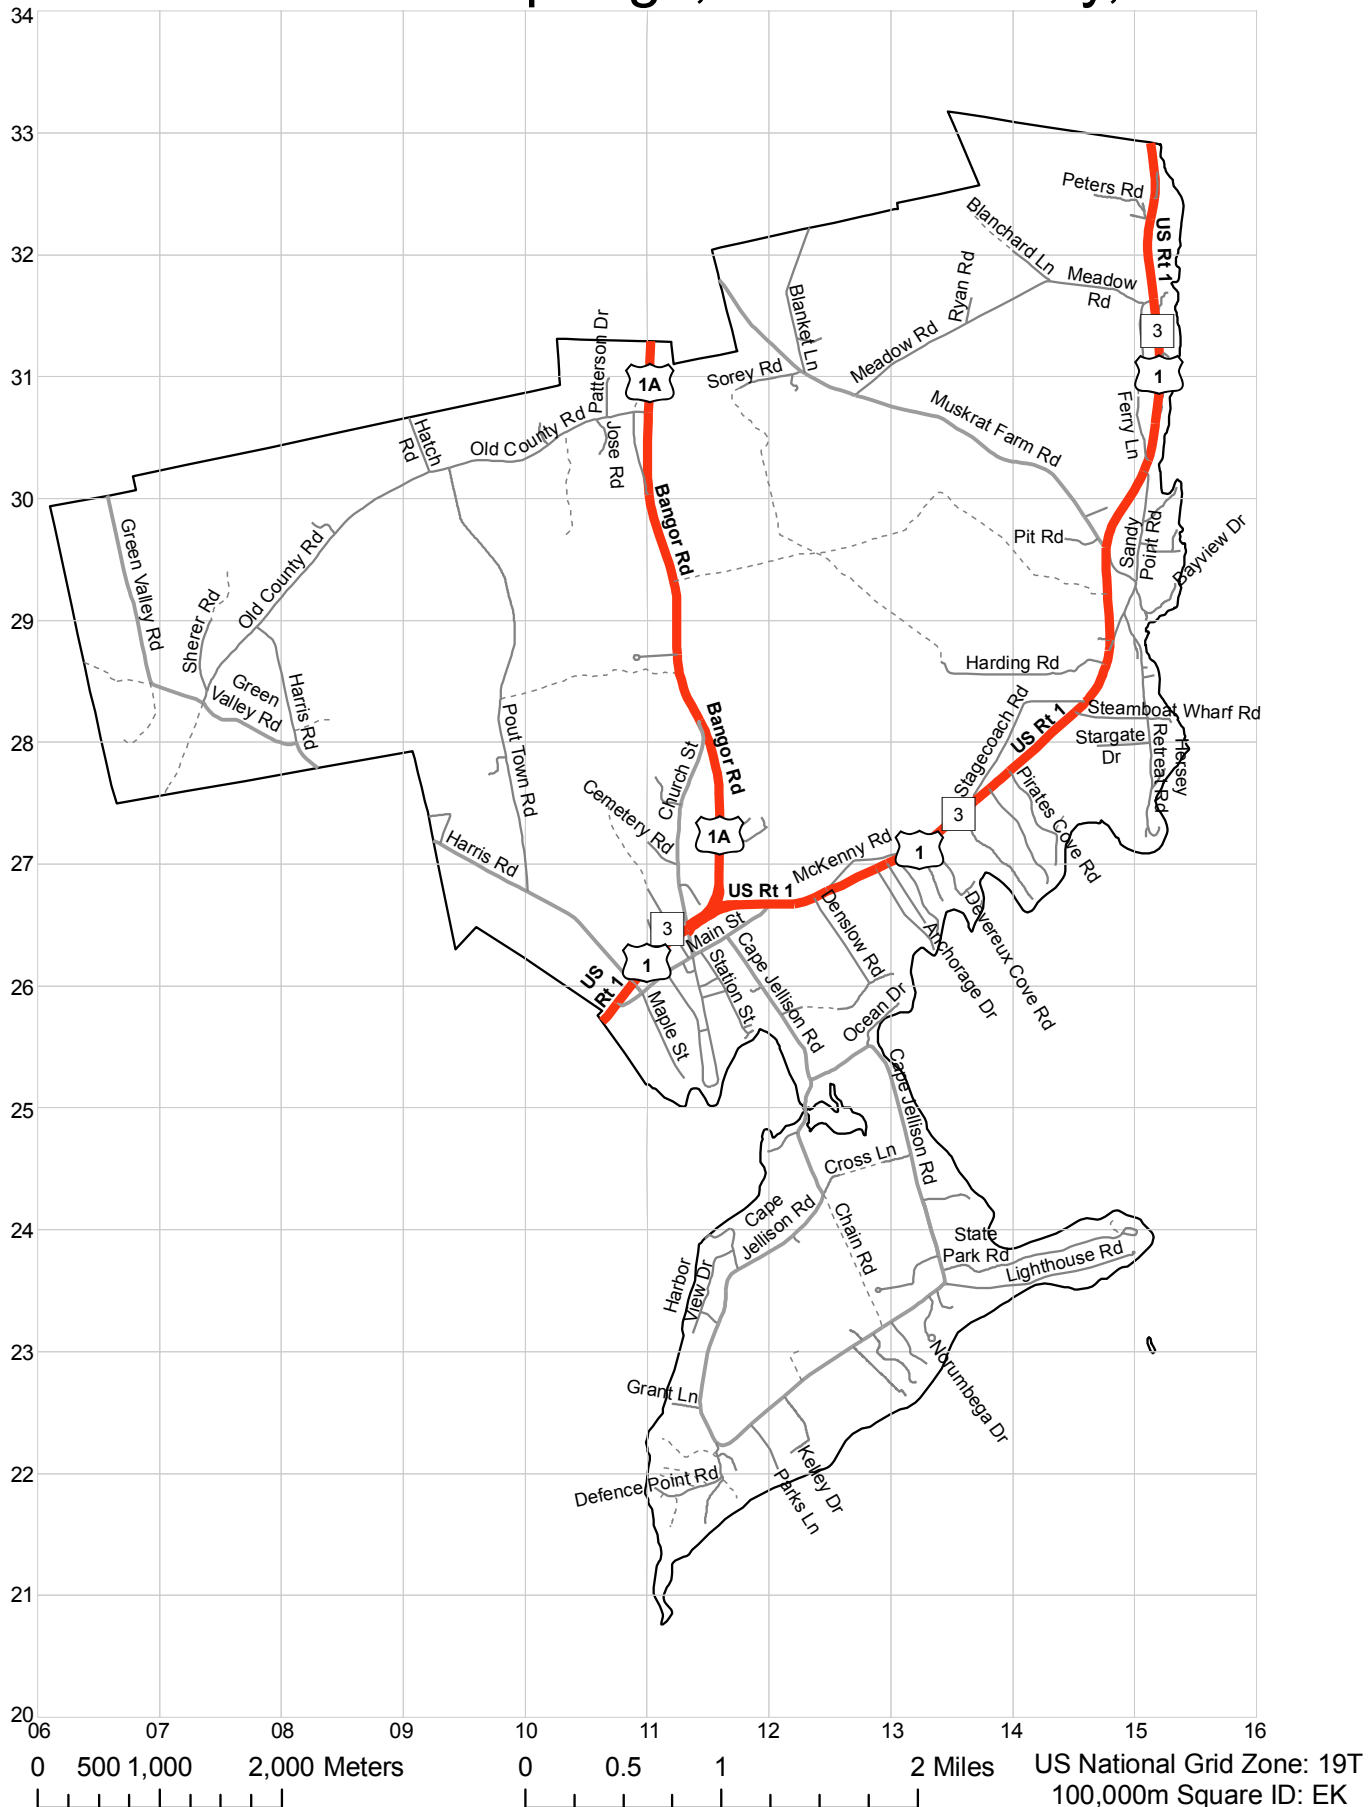 34
33
Peters Rd
Blanchard Ln
US Rt 1
32
Meadow
Rd
Ryan Rd
Blanket Ln
Patterson Dr
3
Meadow Rd
31
1A
Sorey Rd
1
Hatch
Rd
Old County Rd
Jose Rd
Muskrat Farm Rd
Ferry Ln
30
Green Valley Rd
Bangor Rd
Pit Rd
Sandy
Point Rd
Bayview Dr
Old County Rd
29
Sherer Rd
Harding Rd
Green
Valley Rd
Harris Rd
Stagecoach Rd
US Rt 1
Steamboat Wharf Rd
Pout Town Rd
Bangor Rd
28
Church St
Stargate
Dr
Retreat Rd
Hersey
Cemetery Rd
Pirates Cove Rd
3
1A
Harris Rd
27
McKenny Rd
1
US Rt 1
Denslow Rd
Devereux Cove Rd
3
Main St
Anchorage Dr
Cape Jellison Rd
1
US
Rt 1
Station St
26
Maple St
Ocean Dr
Cape Jellison Rd
25
Cross Ln
Cape
Jellison Rd
Chain Rd
24
State
Park Rd
Lighthouse Rd
Harbor
View Dr
23
Norumbega Dr
Grant Ln
22
Defence Point Rd
Kelley Dr
Parks Ln
21
20
06 07 08 09 10 11 12 13 14 15 16
0 500 1,000 2,000 Meters 0 0.5 1 2 Miles US National Grid Zone: 19T
100,000m Square ID: EK